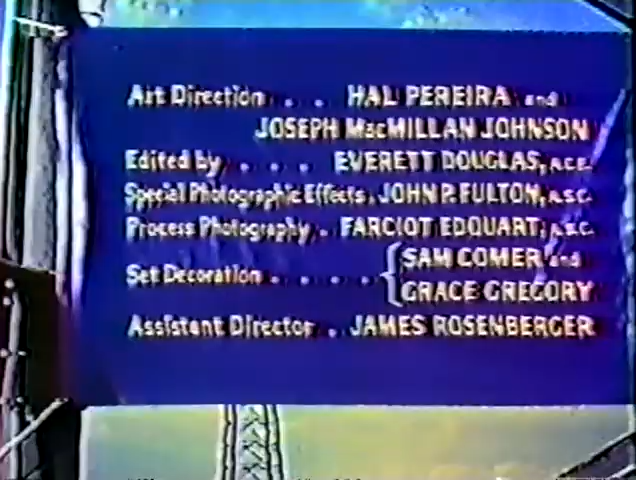 Art Direction . . . . HAL PEREIRA and
JOSEPH MacMILLAN JOHNSON
Edited by . . . . EVERETT DOUGLAS, A.C.E.
Special Photographic Effects . JOHN P. FULTON, A.S.C.
Process Photography . . FARCIOT EDOUART, A.S.C.
Set Decoration . . . . . { SAM COMER and
GRACE GREGORY
Assistant Director . . JAMES ROSENBERGER